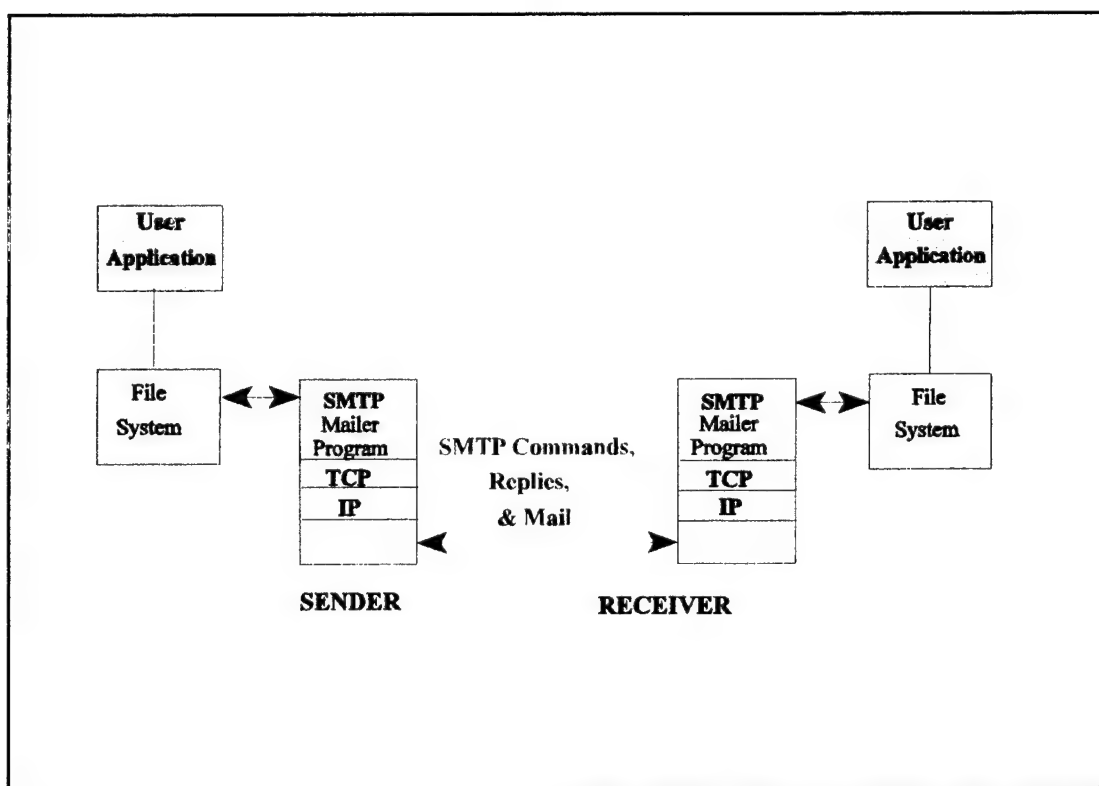 User
Application
File
System
SMTP
Mailer
Program
TCP
IP
SENDER
SMTP Commands,
Replies,
& Mail
User
Application
File
System
SMTP
Mailer
Program
TCP
IP
RECEIVER